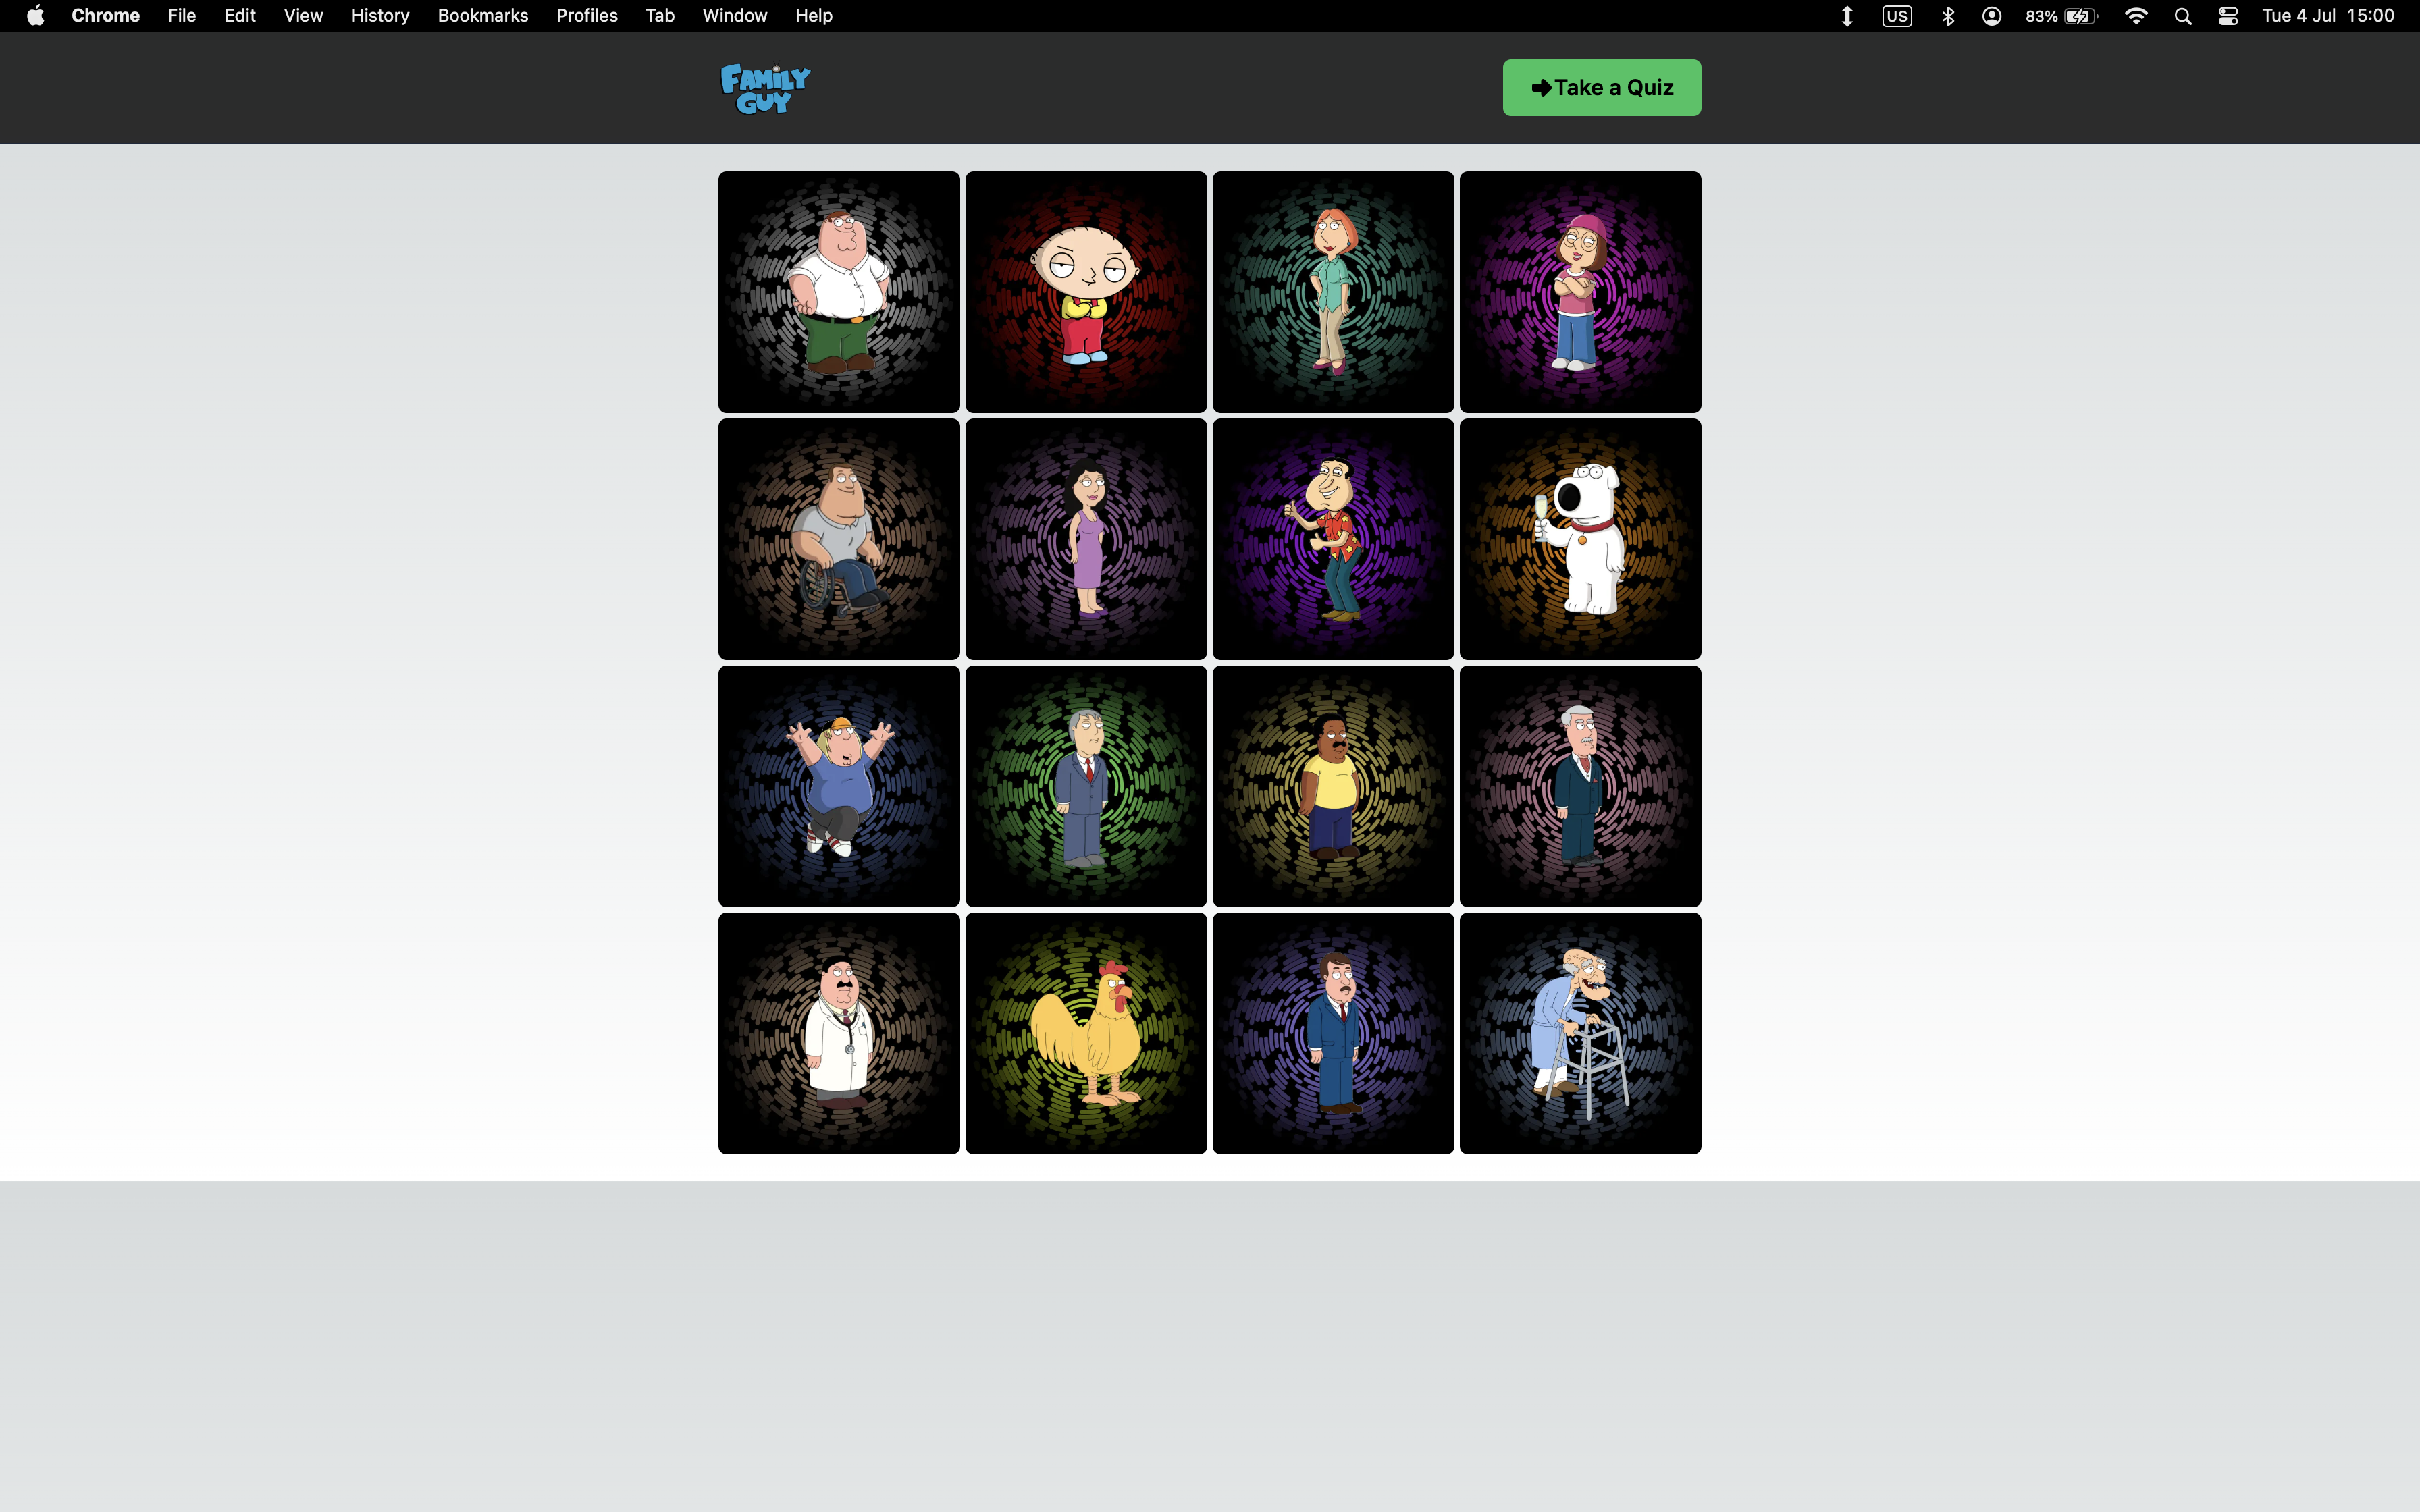 Chrome File Edit View History Bookmarks Profiles Tab Window Help US 83% Tue 4 Jul 15:00
FAMILY
GUY
Take a Quiz